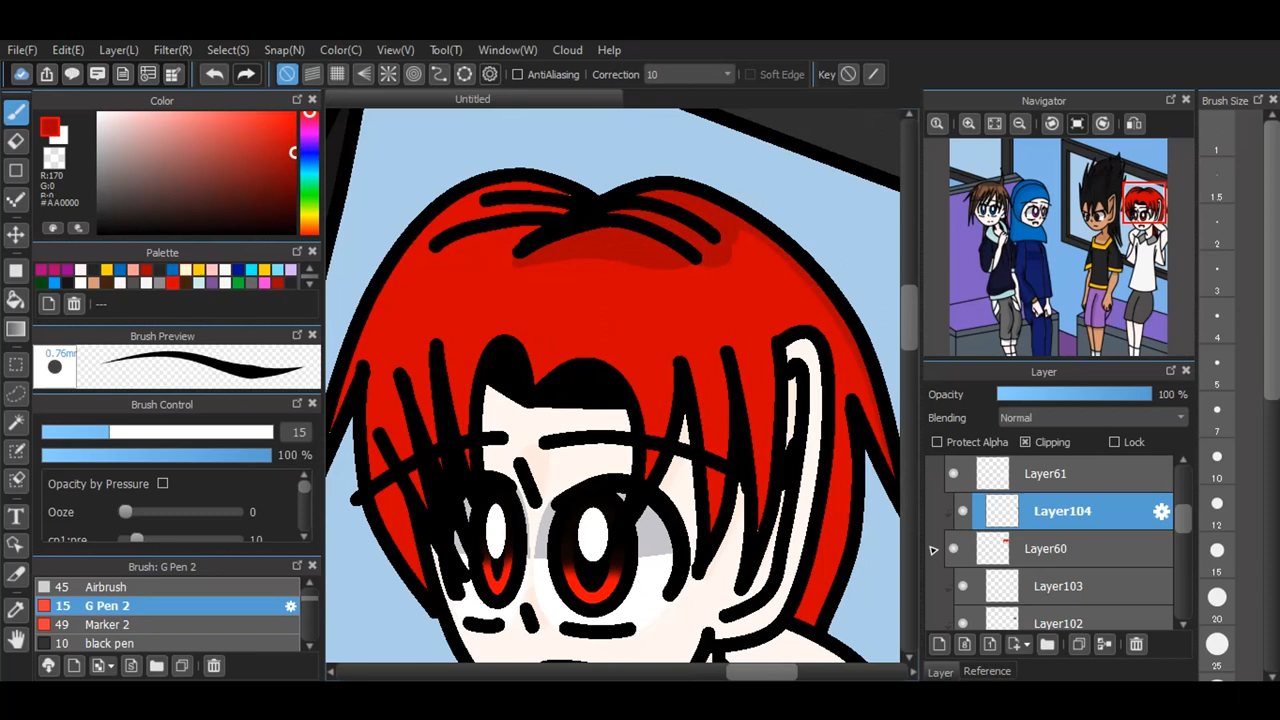 File(F) Edit(E) Layer(L) Filter(R) Select(S) Snap(N) Color(C) View(V) Tool(T) Window(W) Cloud Help
AntiAliasing Correction 10 Soft Edge Key
Color
Untitled
Navigator
Brush Size
R:170
G:0
B:0
#AA0000
Palette
---
Brush Preview
0.76mm
Brush Control
15
100 %
Opacity by Pressure
Ooze 0
cp1:pre 10
Brush: G Pen 2
45 Airbrush
15 G Pen 2
49 Marker 2
10 black pen
Layer
Opacity 100 %
Blending Normal
Protect Alpha Clipping Lock
Layer61
Layer104
Layer60
Layer103
Layer102
Layer Reference
1
1.5
2
3
5
7
10
12
15
20
25